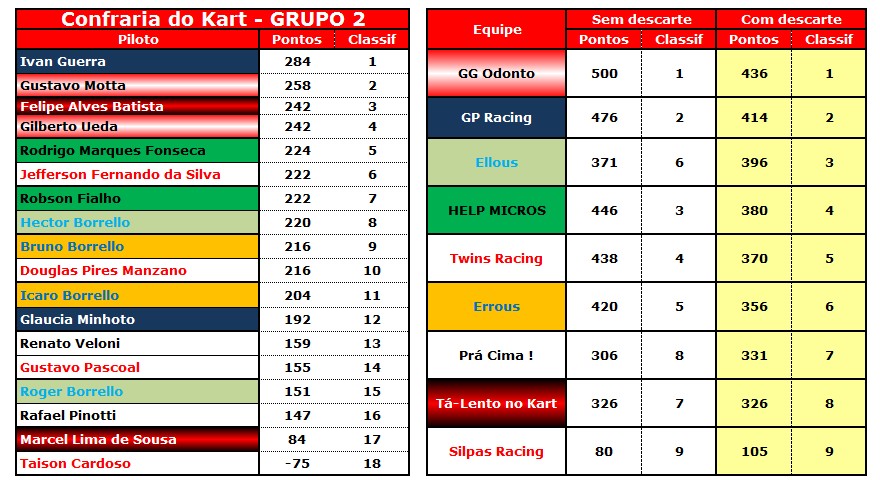 Confraria do Kart - GRUPO 2
Piloto Pontos Classif
Ivan Guerra 284 1
Gustavo Motta 258 2
Felipe Alves Batista 242 3
Gilberto Ueda 242 4
Rodrigo Marques Fonseca 224 5
Jefferson Fernando da Silva 222 6
Robson Fialho 222 7
Hector Borrello 220 8
Bruno Borrello 216 9
Douglas Pires Manzano 216 10
Icaro Borrello 204 11
Glaucia Minhoto 192 12
Renato Veloni 159 13
Gustavo Pascoal 155 14
Roger Borrello 151 15
Rafael Pinotti 147 16
Marcel Lima de Sousa 84 17
Taison Cardoso -75 18
Equipe Sem descarte Com descarte
Pontos Classif Pontos Classif
GG Odonto 500 1 436 1
GP Racing 476 2 414 2
Ellous 371 6 396 3
HELP MICROS 446 3 380 4
Twins Racing 438 4 370 5
Errous 420 5 356 6
Prá Cima ! 306 8 331 7
Tá-Lento no Kart 326 7 326 8
Silpas Racing 80 9 105 9